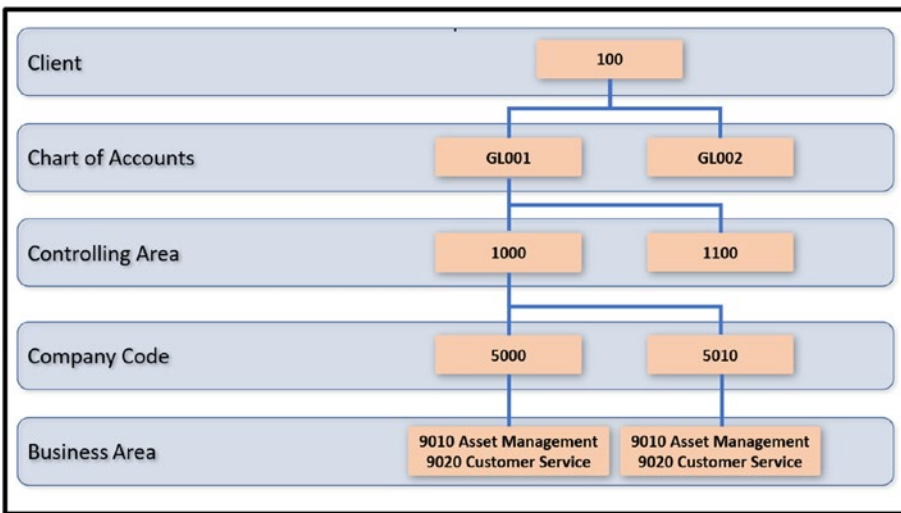 Client
100
Chart of Accounts
GL001
GL002
Controlling Area
1000
1100
Company Code
5000
5010
Business Area
9010 Asset Management
9020 Customer Service
9010 Asset Management
9020 Customer Service